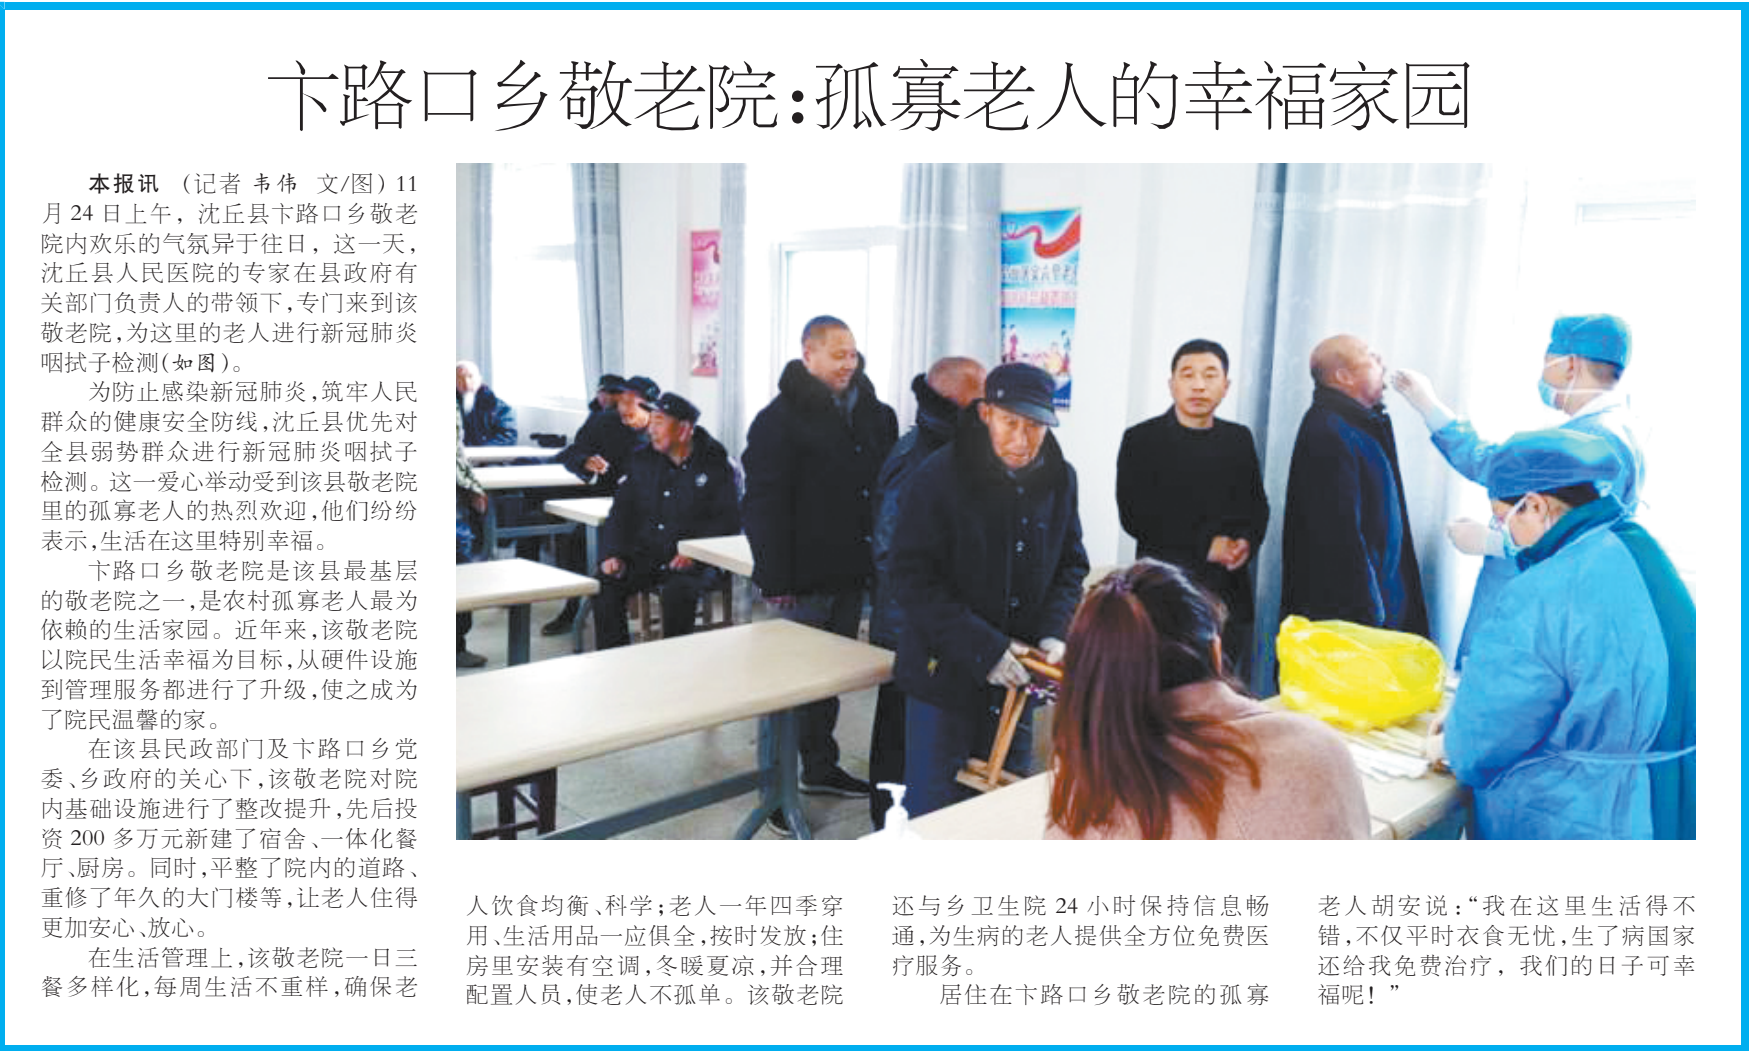 卞路口乡敬老院：孤寡老人的幸福家园
本报讯 （记者 韦伟 文/图）11
月 24 日上午，沈丘县卞路口乡敬老
院内欢乐的气氛异于往日，这一天，
沈丘县人民医院的专家在县政府有
关部门负责人的带领下，专门来到该
敬老院，为这里的老人进行新冠肺炎
咽拭子检测（如图）。
为防止感染新冠肺炎，筑牢人民
群众的健康安全防线，沈丘县优先对
全县弱势群众进行新冠肺炎咽拭子
检测。这一爱心举动受到该县敬老院
里的孤寡老人的热烈欢迎，他们纷纷
表示，生活在这里特别幸福。
卞路口乡敬老院是该县最基层
的敬老院之一，是农村孤寡老人最为
依赖的生活家园。近年来，该敬老院
以院民生活幸福为目标，从硬件设施
到管理服务都进行了升级，使之成为
了院民温馨的家。
在该县民政部门及卞路口乡党
委、乡政府的关心下，该敬老院对院
内基础设施进行了整改提升，先后投
资 200 多万元新建了宿舍、一体化餐
厅、厨房。同时，平整了院内的道路、
重修了年久的大门楼等，让老人住得
更加安心、放心。
在生活管理上，该敬老院一日三
餐多样化，每周生活不重样，确保老
人饮食均衡、科学；老人一年四季穿
用、生活用品一应俱全，按时发放；住
房里安装有空调，冬暖夏凉，并合理
配置人员，使老人不孤单。该敬老院
还与乡卫生院 24 小时保持信息畅
通，为生病的老人提供全方位免费医
疗服务。
居住在卞路口乡敬老院的孤寡
老人胡安说：“我在这里生活得不
错，不仅平时衣食无忧，生了病国家
还给我免费治疗，我们的日子可幸
福呢！”